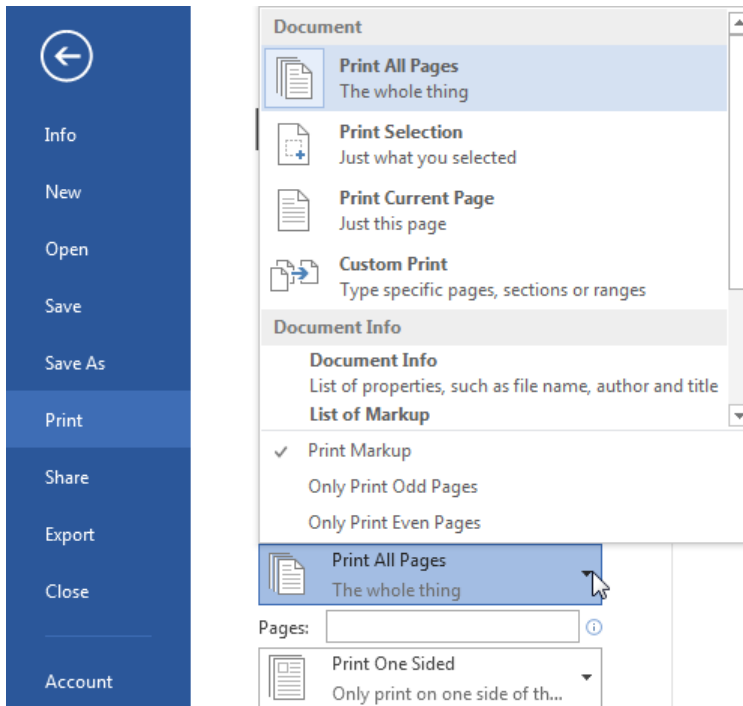 Info
New
Open
Save
Save As
Print
Share
Export
Close
Account
Document
Print All Pages
The whole thing
Print Selection
Just what you selected
Print Current Page
Just this page
Custom Print
Type specific pages, sections or ranges
Document Info
Document Info
List of properties, such as file name, author and title
List of Markup
Print Markup
Only Print Odd Pages
Only Print Even Pages
Print All Pages
The whole thing
Pages:
Print One Sided
Only print on one side of th...